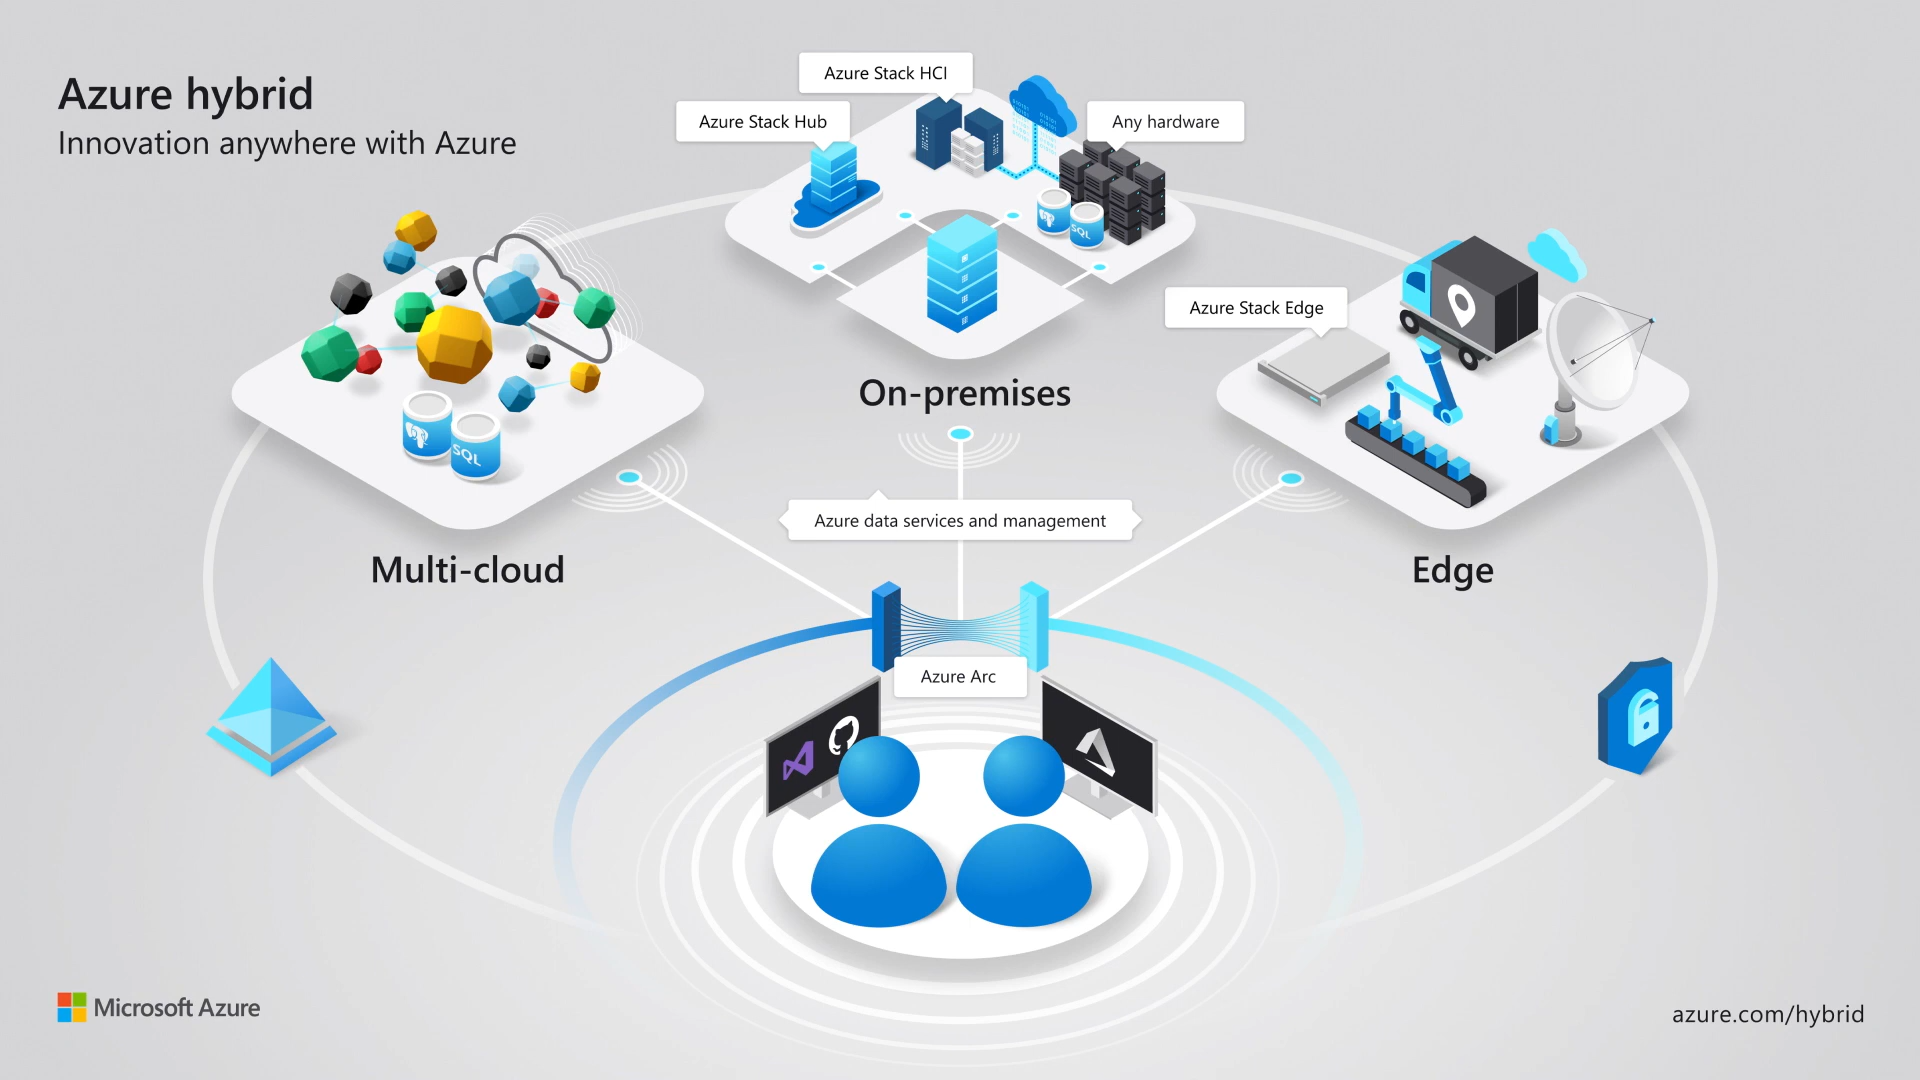 Azure hybrid
Innovation anywhere with Azure
Azure Stack HCI
Azure Stack Hub
Any hardware
SQL
Azure Stack Edge
On-premises
SQL
Azure data services and management
Multi-cloud
Edge
Azure Arc
Microsoft Azure
azure.com/hybrid